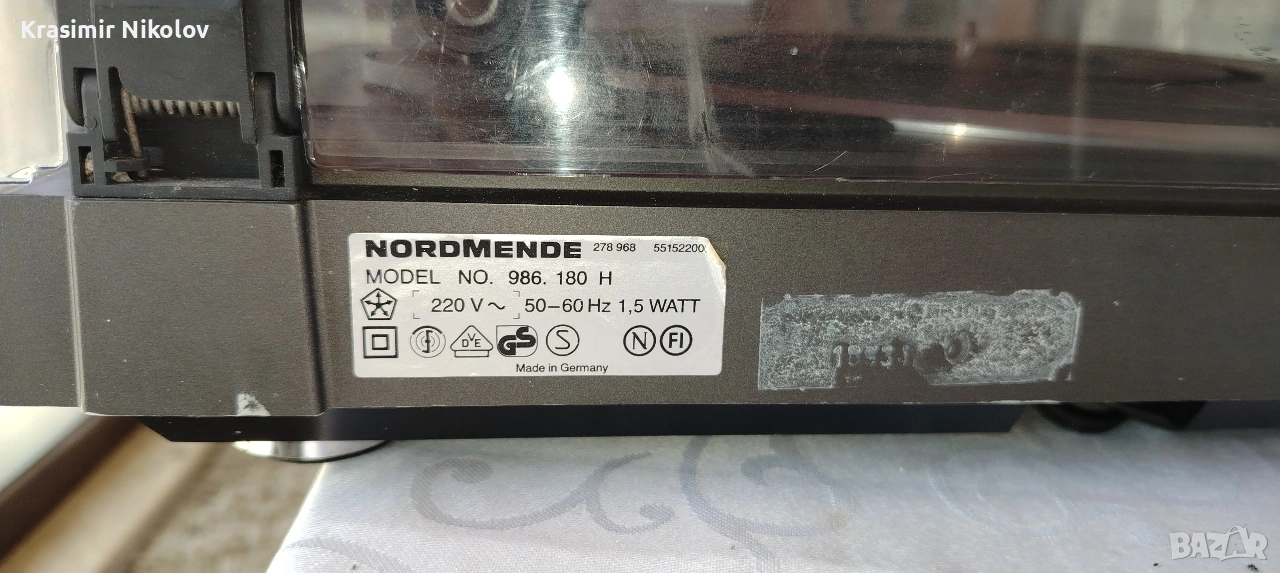 Krasimir Nikolov
NORDMENDE 278 968 55152200
MODEL NO. 986. 180 H
220 V~ 50-60 Hz 1,5 WATT
DVE GS S N FI
Made in Germany
BAZAR